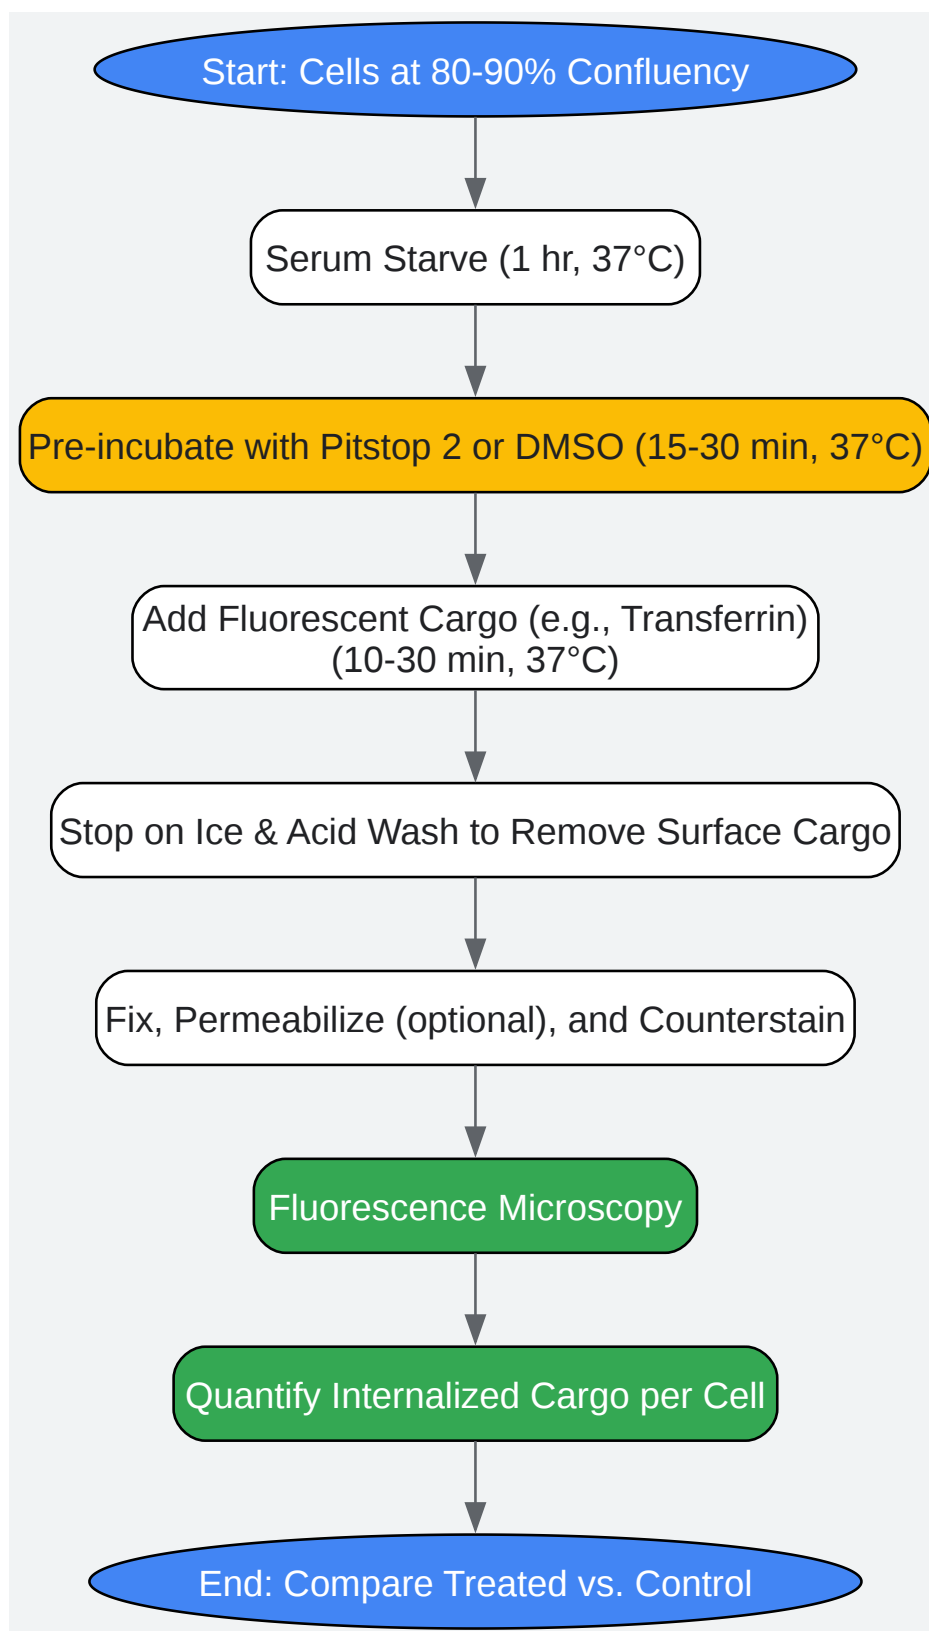 Start: Cells at 80-90% Confluency
Serum Starve (1 hr, 37°C)
Pre-incubate with Pitstop 2 or DMSO (15-30 min, 37°C)
Add Fluorescent Cargo (e.g., Transferrin)
(10-30 min, 37°C)
Stop on Ice & Acid Wash to Remove Surface Cargo
Fix, Permeabilize (optional), and Counterstain
Fluorescence Microscopy
Quantify Internalized Cargo per Cell
End: Compare Treated vs. Control